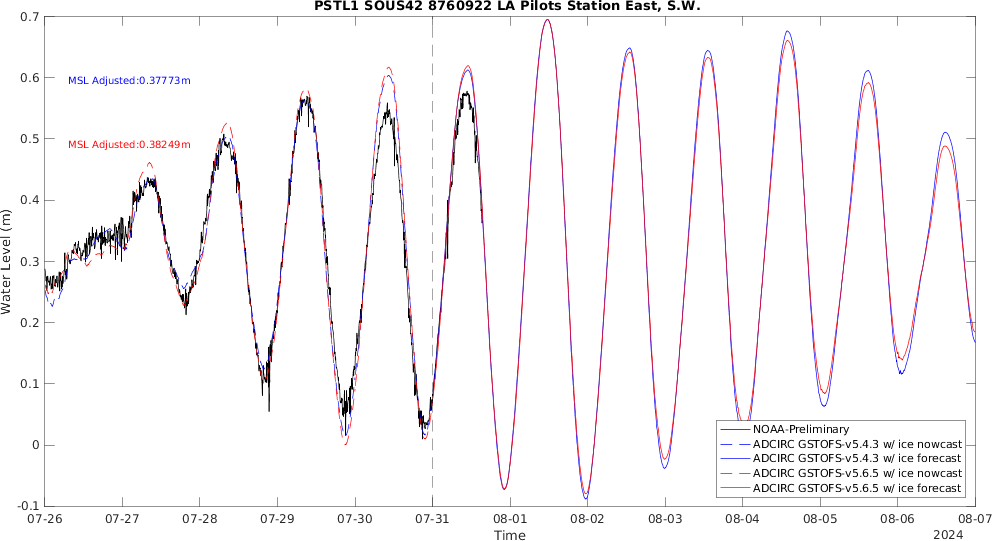 PSTL1 SOUS42 8760922 LA Pilots Station East, S.W.
0.7
0.6
0.5
0.4
0.3
0.2
0.1
0
-0.1
Water Level (m)
MSL Adjusted:0.37773m
MSL Adjusted:0.38249m
NOAA-Preliminary
ADCIRC GSTOFS-v5.4.3 w/ ice nowcast
ADCIRC GSTOFS-v5.4.3 w/ ice forecast
ADCIRC GSTOFS-v5.6.5 w/ ice nowcast
ADCIRC GSTOFS-v5.6.5 w/ ice forecast
07-26 07-27 07-28 07-29 07-30 07-31 08-01 08-02 08-03 08-04 08-05 08-06 08-07
Time
2024